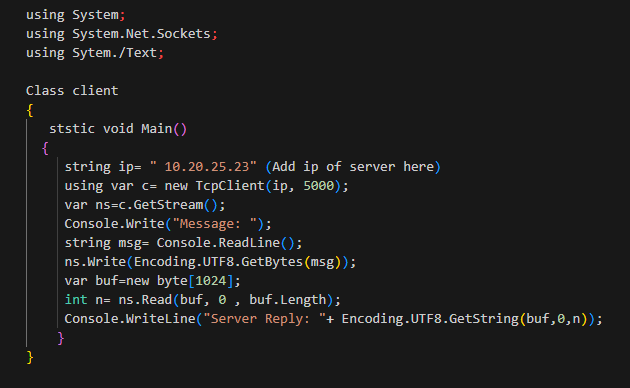 using System;
using System.Net.Sockets;
using Sytem./Text;
Class client
{
ststic void Main()
{
string ip= " 10.20.25.23" (Add ip of server here)
using var c= new TcpClient(ip, 5000);
var ns=c.GetStream();
Console.Write("Message: ");
string msg= Console.ReadLine();
ns.Write(Encoding.UTF8.GetBytes(msg));
var buf=new byte[1024];
int n= ns.Read(buf, 0 , buf.Length);
Console.WriteLine("Server Reply: "+ Encoding.UTF8.GetString(buf,0,n));
}
}